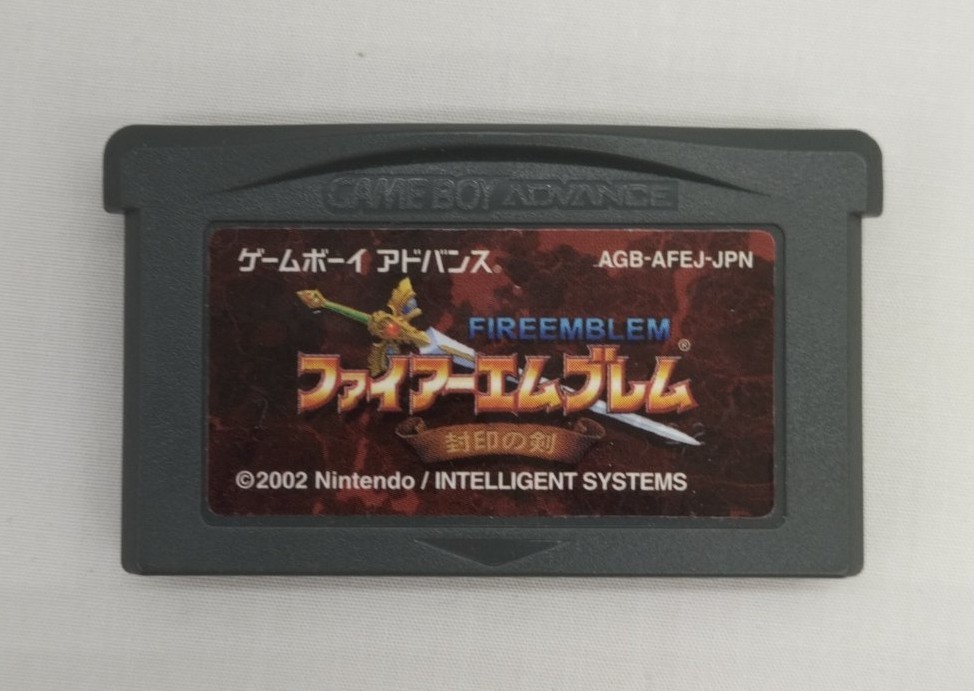 GAME BOY ADVANCE
ゲームボーイ アドバンス
AGB-AFEJ-JPN
FIREEMBLEM
ファイアーエムブレム®
封印の剣
©2002 Nintendo / INTELLIGENT SYSTEMS